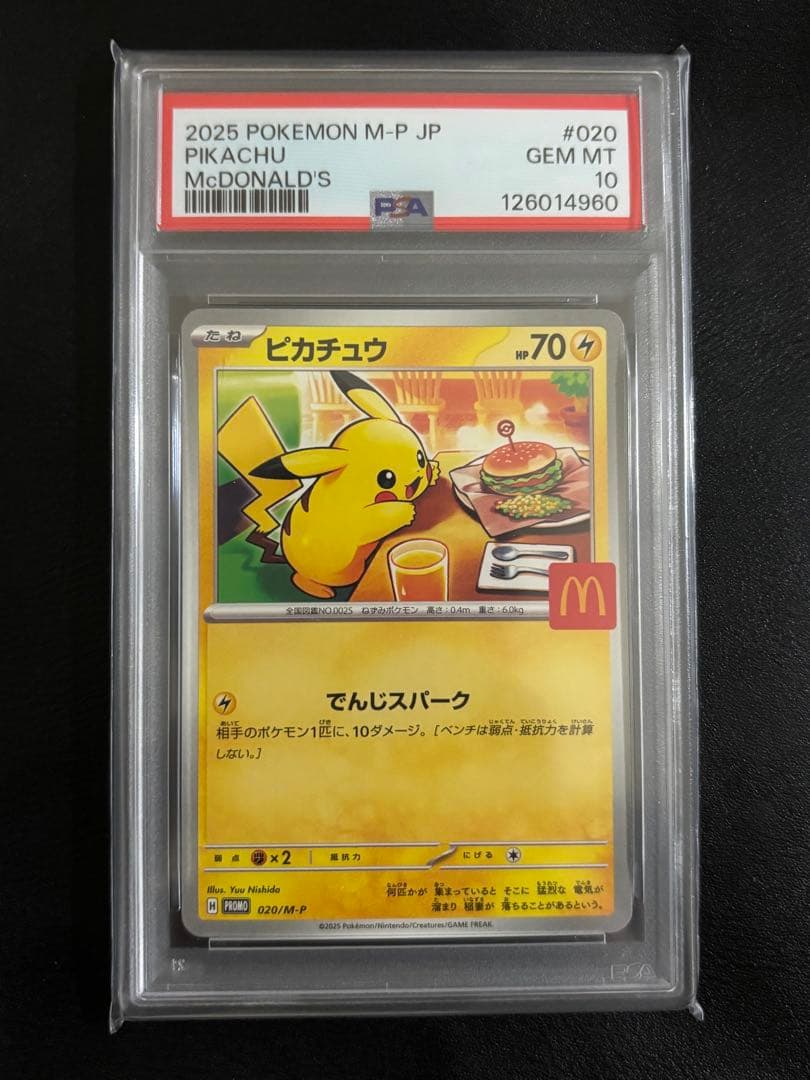 2025 POKEMON M-P JP #020
PIKACHU GEM MT
McDONALD'S 10
PSA 126014960
たね ピカチュウ HP 70
M
全国図鑑NO.0025 ねずみポケモン 高さ:0.4m 重さ:6.0kg
でんじスパーク
相手のポケモン1匹に、10ダメージ。[ベンチは弱点・抵抗力を計算
しない。]
弱点 ×2 抵抗力 にげる
Illus. Yuu Nishida
何匹かが 集まっていると そこに 猛烈な 電気が
溜まり 稲妻が 落ちることがあるという。
H PROMO 020/M-P
©2025 Pokémon/Nintendo/Creatures/GAME FREAK
PSA